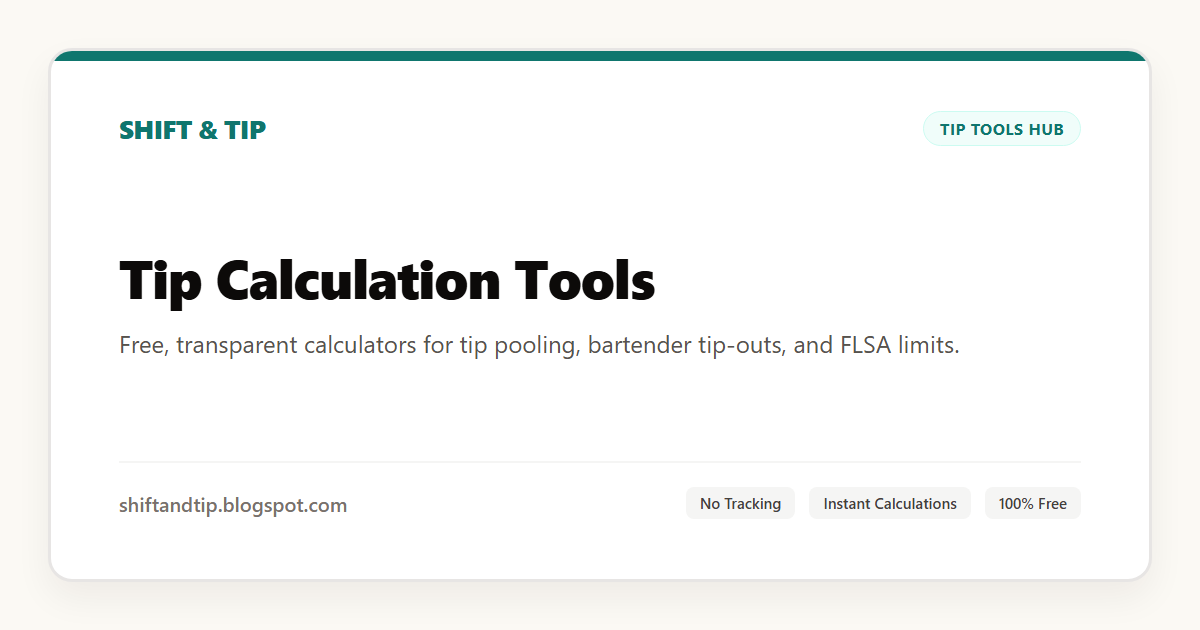 SHIFT & TIP
TIP TOOLS HUB
Tip Calculation Tools
Free, transparent calculators for tip pooling, bartender tip-outs, and FLSA limits.
shiftandtip.blogspot.com
No Tracking
Instant Calculations
100% Free